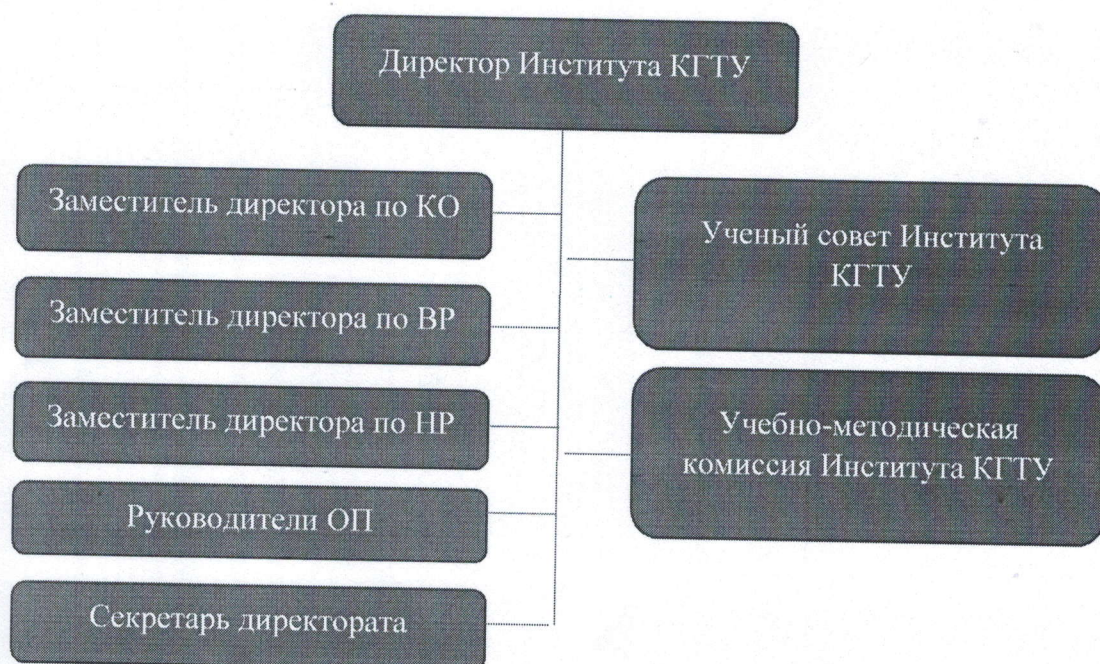 Директор Института КГТУ
Заместитель директора по КО
Заместитель директора по ВР
Заместитель директора по НР
Руководители ОП
Секретарь директората
Ученый совет Института
КГТУ
Учебно-методическая
комиссия Института КГТУ